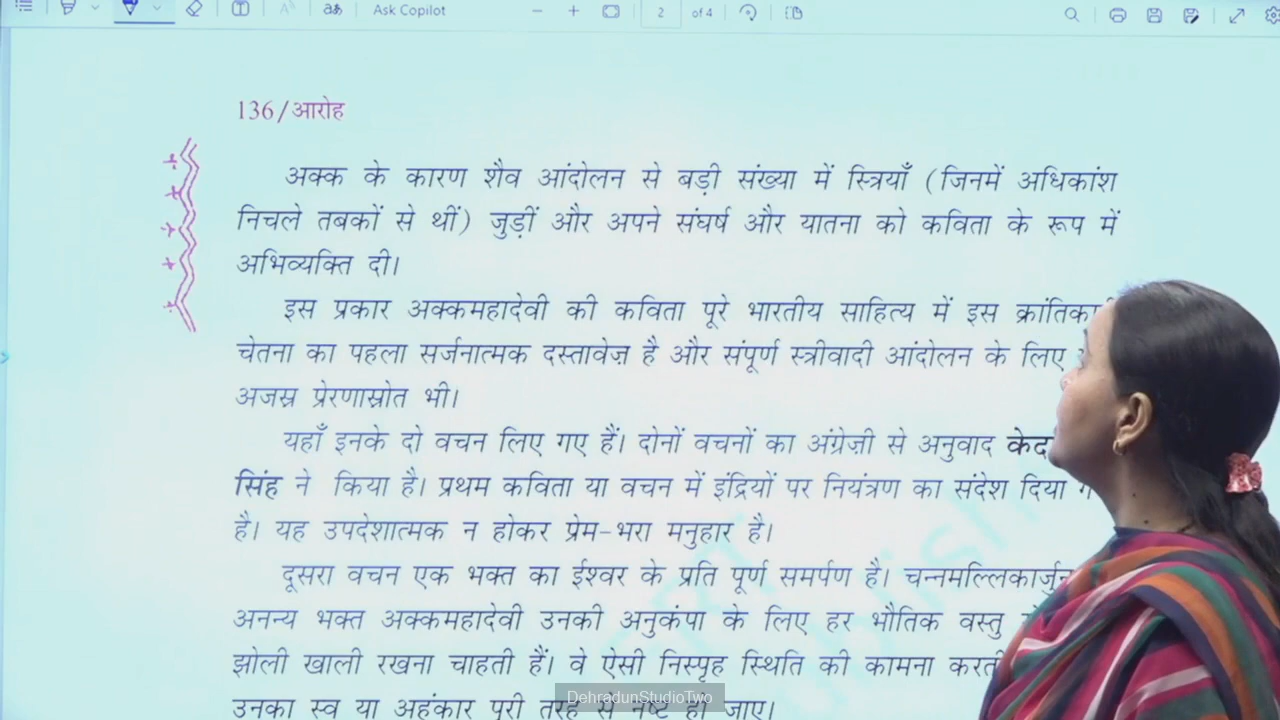 Ask Copilot
2 of 4
136/आरोह
अक्क के कारण शैव आंदोलन से बड़ी संख्या में स्त्रियाँ (जिनमें अधिकांश
निचले तबकों से थीं) जुड़ीं और अपने संघर्ष और यातना को कविता के रूप में
अभिव्यक्ति दी।
इस प्रकार अक्कमहादेवी की कविता पूरे भारतीय साहित्य में इस
चेतना का पहला सर्जनात्मक दस्तावेज़ है और संपूर्ण स्त्रीवादी आंदोलन के लिए
अजस्र प्रेरणास्रोत भी।
यहाँ इनके दो वचन लिए गए हैं। दोनों वचनों का अंग्रेज़ी से अनुवाद
सिंह ने किया है। प्रथम कविता या वचन में इंद्रियों पर नियंत्रण का संदेश दिया
है। यह उपदेशात्मक न होकर प्रेम-भरा मनुहार है।
दूसरा वचन एक भक्त का ईश्वर के प्रति पूर्ण समर्पण है। चन्नमल्लिकार्जुन
अनन्य भक्त अक्कमहादेवी उनकी अनुकंपा के लिए हर भौतिक वस्तु
झोली खाली रखना चाहती हैं। वे ऐसी निस्पृह स्थिति की कामना
उनका स्व या अहंकार पूरी तरह से नष्ट हो जाए।
DehradunStudioTwo